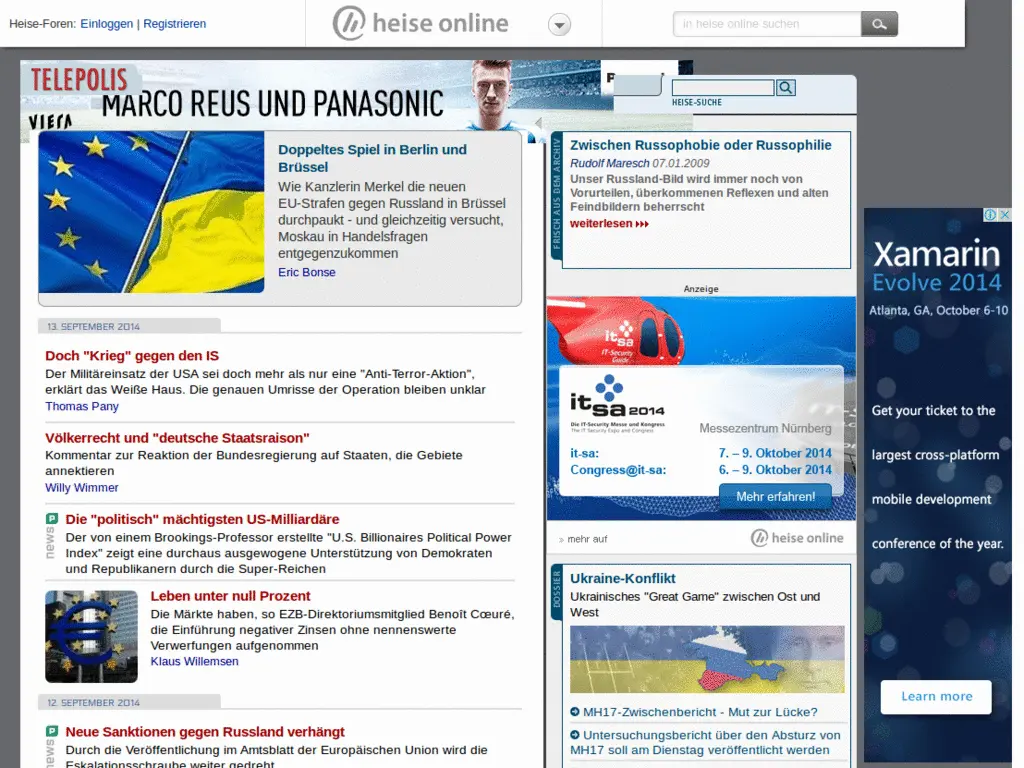 Heise-Foren: Einloggen | Registrieren
heise online
in heise online suchen
TELEPOLIS
MARCO REUS UND PANASONIC
VIERA
HEISE-SUCHE
Doppeltes Spiel in Berlin und
Brüssel
Wie Kanzlerin Merkel die neuen
EU-Strafen gegen Russland in Brüssel
durchpaukt - und gleichzeitig versucht,
Moskau in Handelsfragen
entgegenzukommen
Eric Bonse
13. SEPTEMBER 2014
Doch "Krieg" gegen den IS
Der Militäreinsatz der USA sei doch mehr als nur eine "Anti-Terror-Aktion",
erklärt das Weiße Haus. Die genauen Umrisse der Operation bleiben unklar
Thomas Pany
Völkerrecht und "deutsche Staatsraison"
Kommentar zur Reaktion der Bundesregierung auf Staaten, die Gebiete
annektieren
Willy Wimmer
P
news
Die "politisch" mächtigsten US-Milliardäre
Der von einem Brookings-Professor erstellte "U.S. Billionaires Political Power
Index" zeigt eine durchaus ausgewogene Unterstützung von Demokraten
und Republikanern durch die Super-Reichen
Leben unter null Prozent
Die Märkte haben, so EZB-Direktoriumsmitglied Benoît Cœuré,
die Einführung negativer Zinsen ohne nennenswerte
Verwerfungen aufgenommen
Klaus Willemsen
12. SEPTEMBER 2014
P
news
Neue Sanktionen gegen Russland verhängt
Durch die Veröffentlichung im Amtsblatt der Europäischen Union wird die
Eskalationsschraube weiter gedreht
FRISCH AUS DEM ARCHIV
Zwischen Russophobie oder Russophilie
Rudolf Maresch 07.01.2009
Unser Russland-Bild wird immer noch von
Vorurteilen, überkommenen Reflexen und alten
Feindbildern beherrscht
weiterlesen
Anzeige
itsa
IT-Security
Guide
it sa 2014
Die IT-Security Messe und Kongress
The IT Security Expo and Congress
Messezentrum Nürnberg
it-sa: 7. – 9. Oktober 2014
Congress@it-sa: 6. – 9. Oktober 2014
Mehr erfahren!
» mehr auf
heise online
DOSSIER
Ukraine-Konflikt
Ukrainisches "Great Game" zwischen Ost und
West
MH17-Zwischenbericht - Mut zur Lücke?
Untersuchungsbericht über den Absturz von
MH17 soll am Dienstag veröffentlicht werden
Xamarin
Evolve 2014
Atlanta, GA, October 6-10
Get your ticket to the
largest cross-platform
mobile development
conference of the year.
Learn more